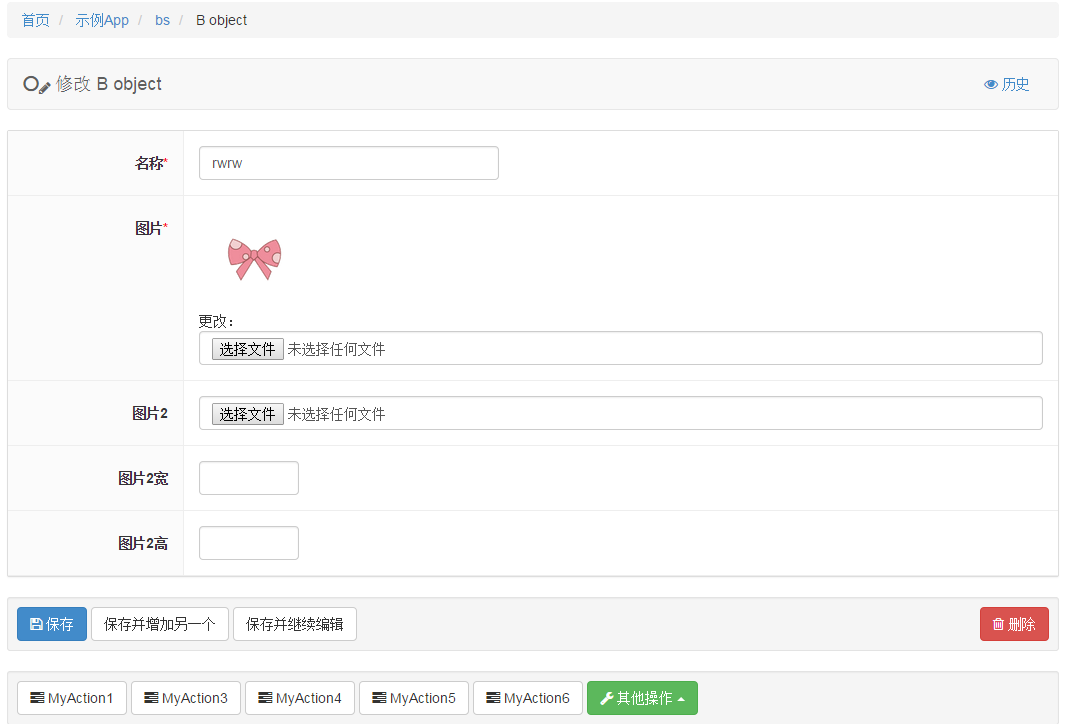 首页 / 示例App / bs / B object
修改 B object
历史
名称*
rwrw
图片*
更改：
选择文件 未选择任何文件
图片2
选择文件 未选择任何文件
图片2宽
图片2高
保存 保存并增加另一个 保存并继续编辑 删除
MyAction1 MyAction3 MyAction4 MyAction5 MyAction6 其他操作